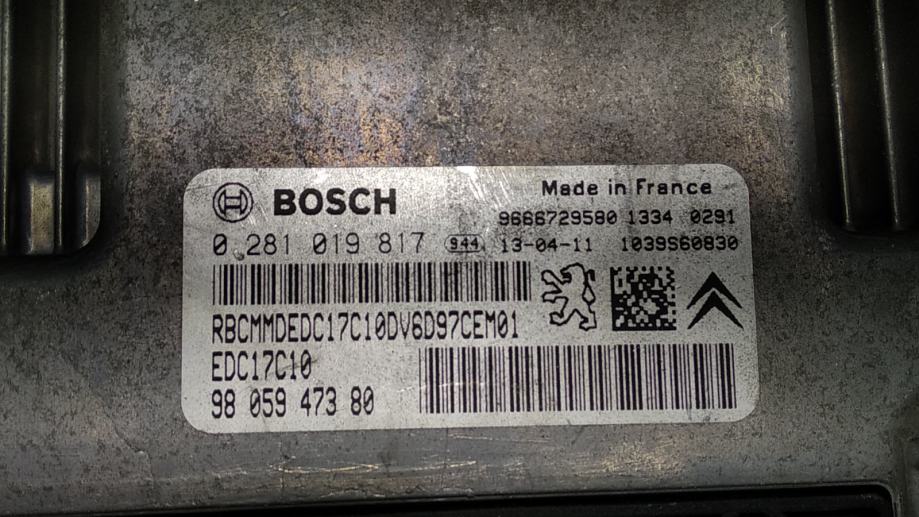 BOSCH
Made in France
9666729580 1334 0291
0 281 019 817 944 13-04-11 1039S60830
RBCMMDEDC17C10DV6D97CEM01
EDC17C10
98 059 473 80